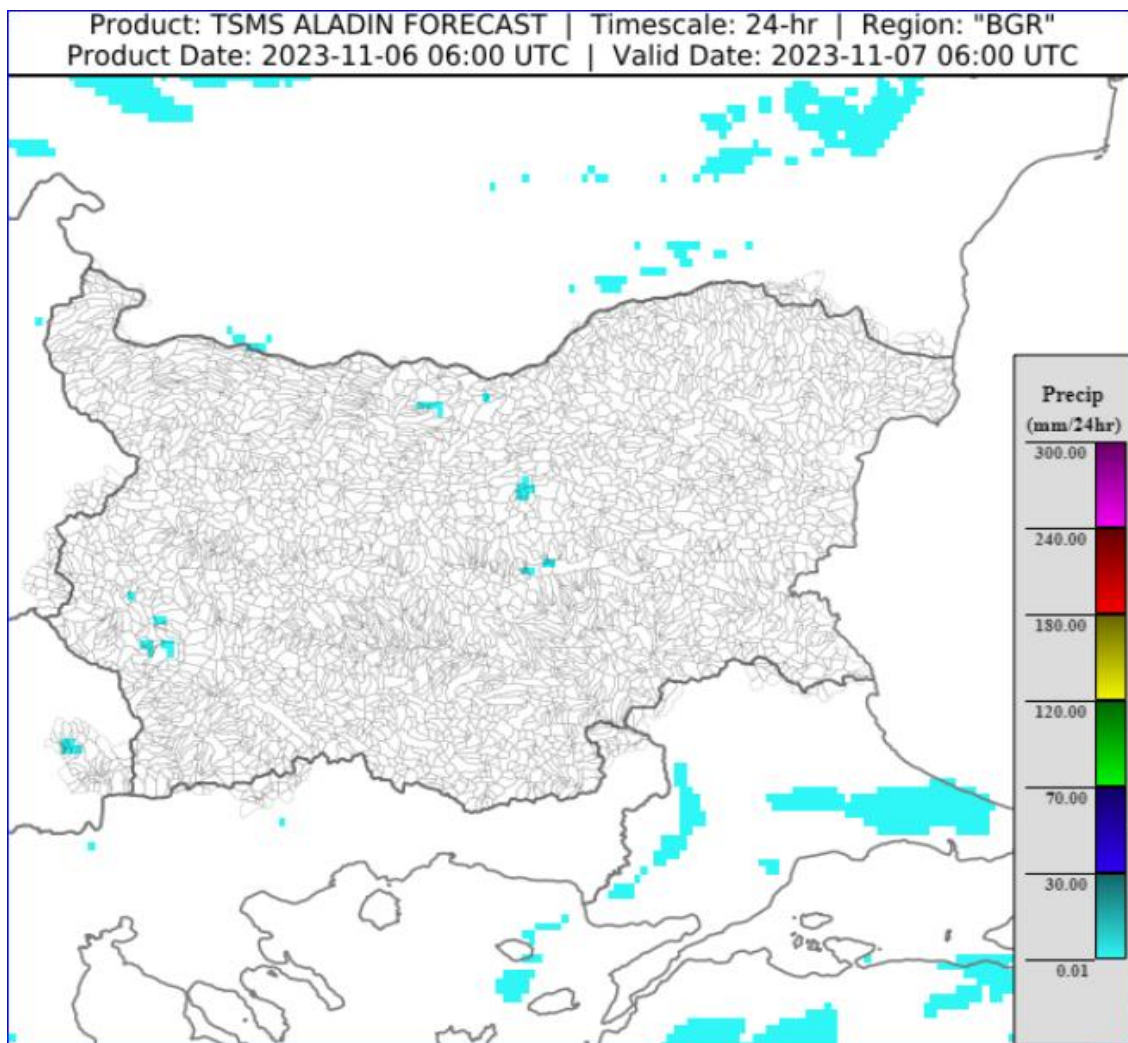 Product: TSMS ALADIN FORECAST | Timescale: 24-hr | Region: "BGR"
Product Date: 2023-11-06 06:00 UTC | Valid Date: 2023-11-07 06:00 UTC
Precip
(mm/24hr)
300.00
240.00
180.00
120.00
70.00
30.00
0.01